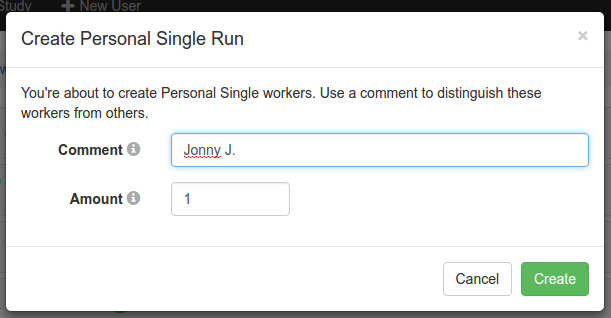 Study + New User
Create Personal Single Run ×
You're about to create Personal Single workers. Use a comment to distinguish these
workers from others.
Comment Jonny J.
Amount 1
Cancel Create